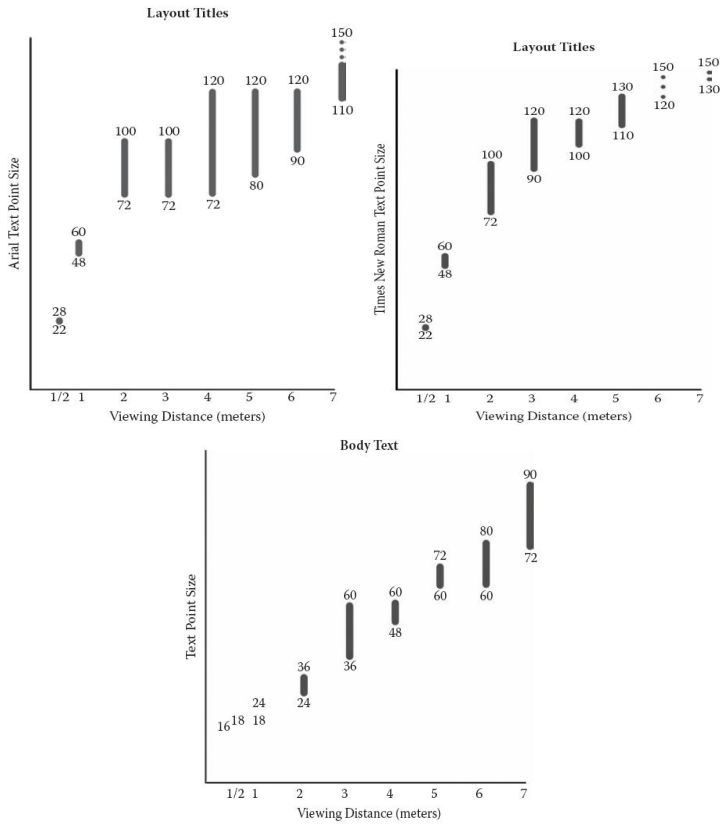 Layout Titles
150
120 120 120
110
100 100
90
80
72 72 72
60
48
28
22
Arial Text Point Size
1/2 1 2 3 4 5 6 7
Viewing Distance (meters)
Layout Titles
150 150
130 130
120 120 120
110
100 100
90
72
60
48
28
22
Times New Roman Text Point Size
1/2 1 2 3 4 5 6 7
Viewing Distance (meters)
Body Text
90
80
72 72
60 60 60 60
48
36 36
24 24
16 18 18
Text Point Size
1/2 1 2 3 4 5 6 7
Viewing Distance (meters)